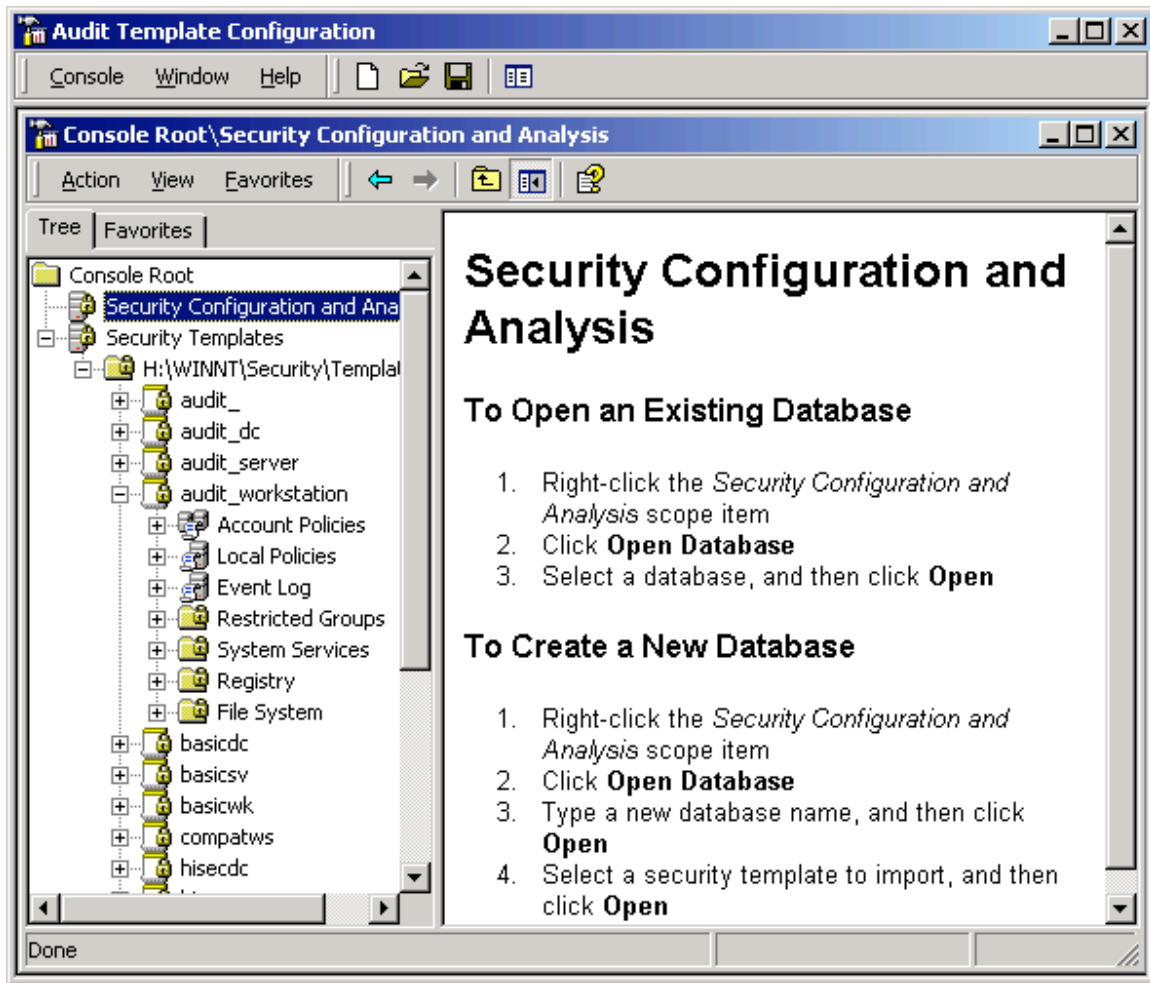 Audit Template Configuration
Console Window Help
Console Root\Security Configuration and Analysis
Action View Favorites
Tree Favorites
Console Root
Security Configuration and Ana
Security Templates
H:\WINNT\Security\Templat
audit_
audit_dc
audit_server
audit_workstation
Account Policies
Local Policies
Event Log
Restricted Groups
System Services
Registry
File System
basicdc
basicsv
basicwk
compatws
hisecdc
Security Configuration and
Analysis
To Open an Existing Database
1. Right-click the Security Configuration and
Analysis scope item
2. Click Open Database
3. Select a database, and then click Open
To Create a New Database
1. Right-click the Security Configuration and
Analysis scope item
2. Click Open Database
3. Type a new database name, and then click
Open
4. Select a security template to import, and then
click Open
Done